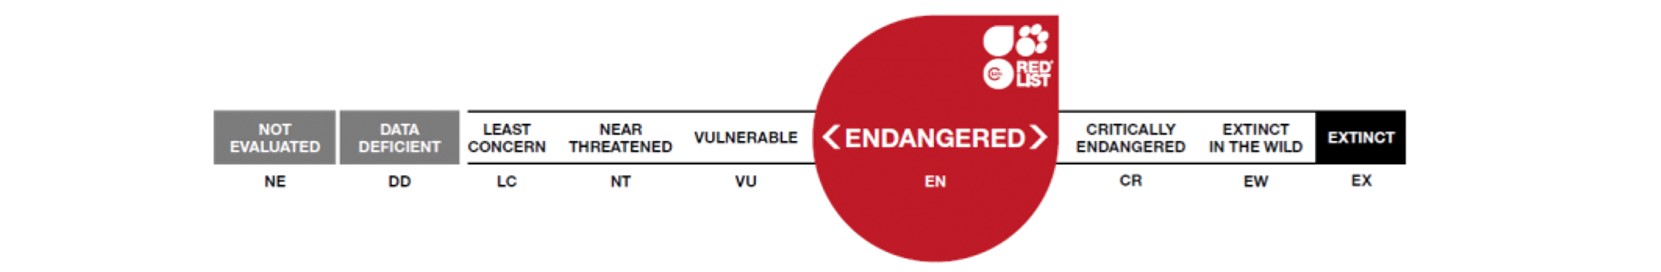 RED
LIST
NOT
EVALUATED
DATA
DEFICIENT
LEAST
CONCERN
NEAR
THREATENED
VULNERABLE
<ENDANGERED>
CRITICALLY
ENDANGERED
EXTINCT
IN THE WILD
EXTINCT
NE
DD
LC
NT
VU
EN
CR
EW
EX